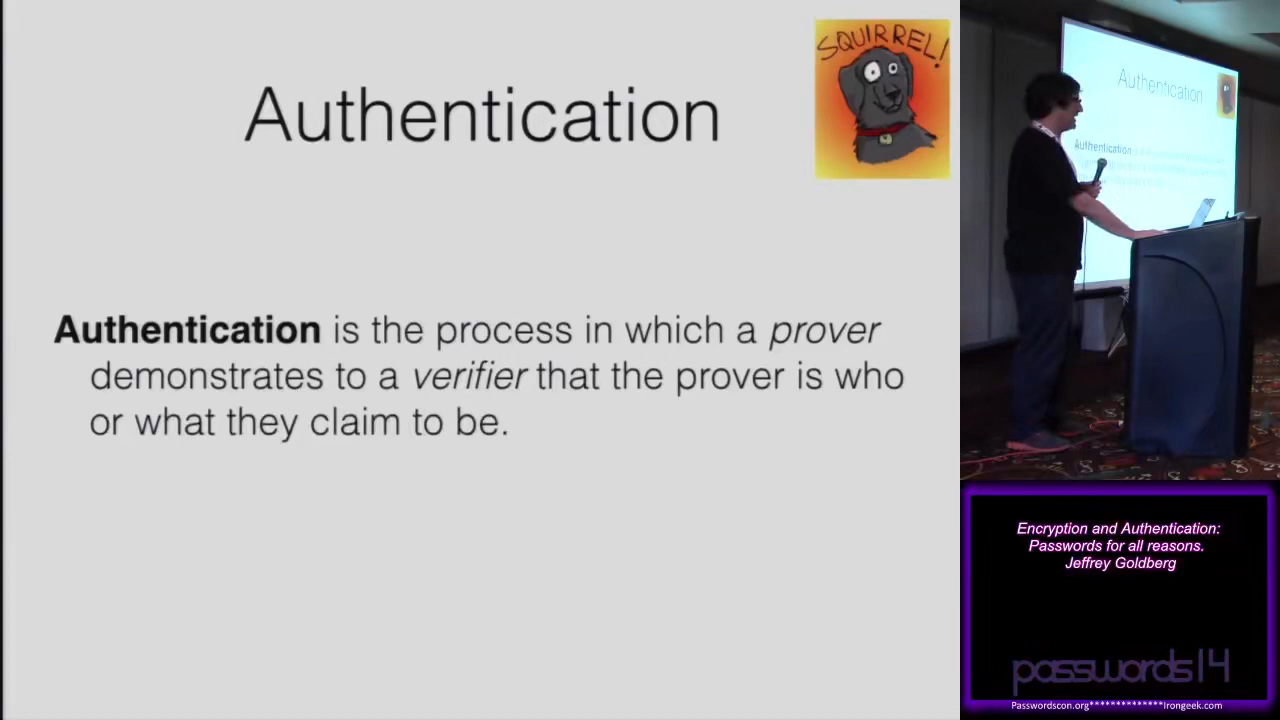 SQUIRREL!
Authentication
Authentication is the process in which a prover
demonstrates to a verifier that the prover is who
or what they claim to be.
Authentication
Authentication
Encryption and Authentication:
Passwords for all reasons.
Jeffrey Goldberg
passwords14
Passwordscon.org**************Irongeek.com